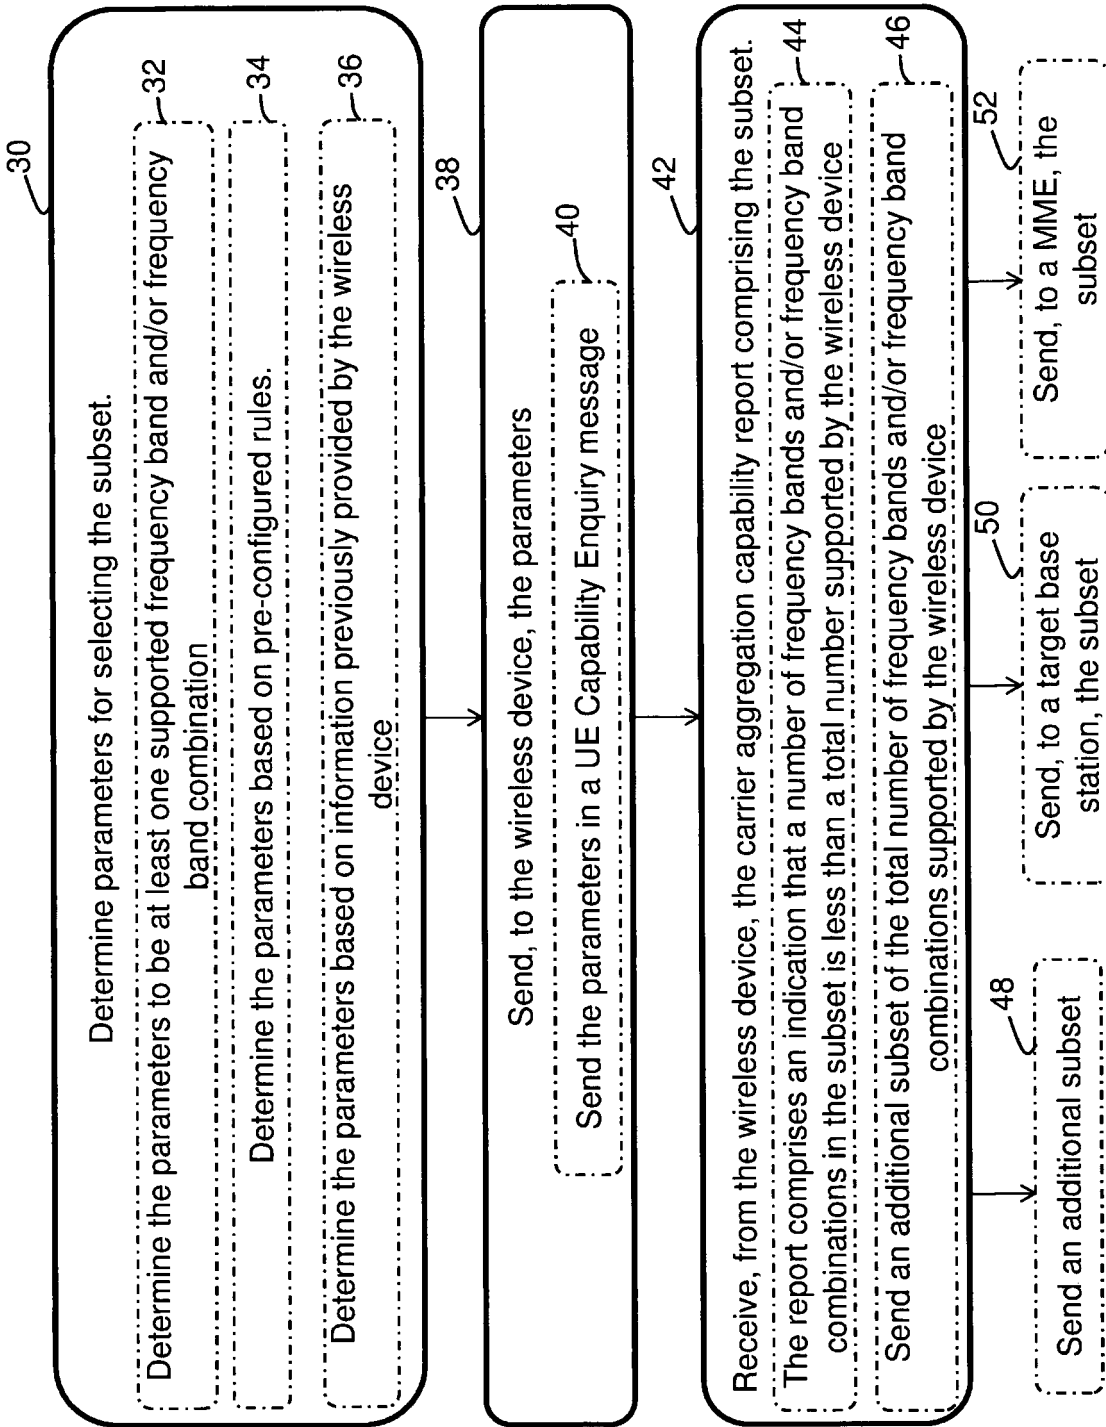 30
Determine parameters for selecting the subset.
32
Determine the parameters to be at least one supported frequency band and/or frequency
band combination
34
Determine the parameters based on pre-configured rules.
36
Determine the parameters based on information previously provided by the wireless
device
38
Send, to the wireless device, the parameters
40
Send the parameters in a UE Capability Enquiry message
42
Receive, from the wireless device, the carrier aggregation capability report comprising the subset.
44
The report comprises an indication that a number of frequency bands and/or frequency band
combinations in the subset is less than a total number supported by the wireless device
46
Send an additional subset of the total number of frequency bands and/or frequency band
combinations supported by the wireless device
48
Send an additional subset
50
Send, to a target base
station, the subset
52
Send, to a MME, the
subset